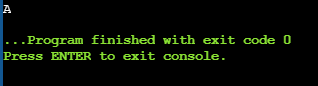 A
...Program finished with exit code 0
Press ENTER to exit console.